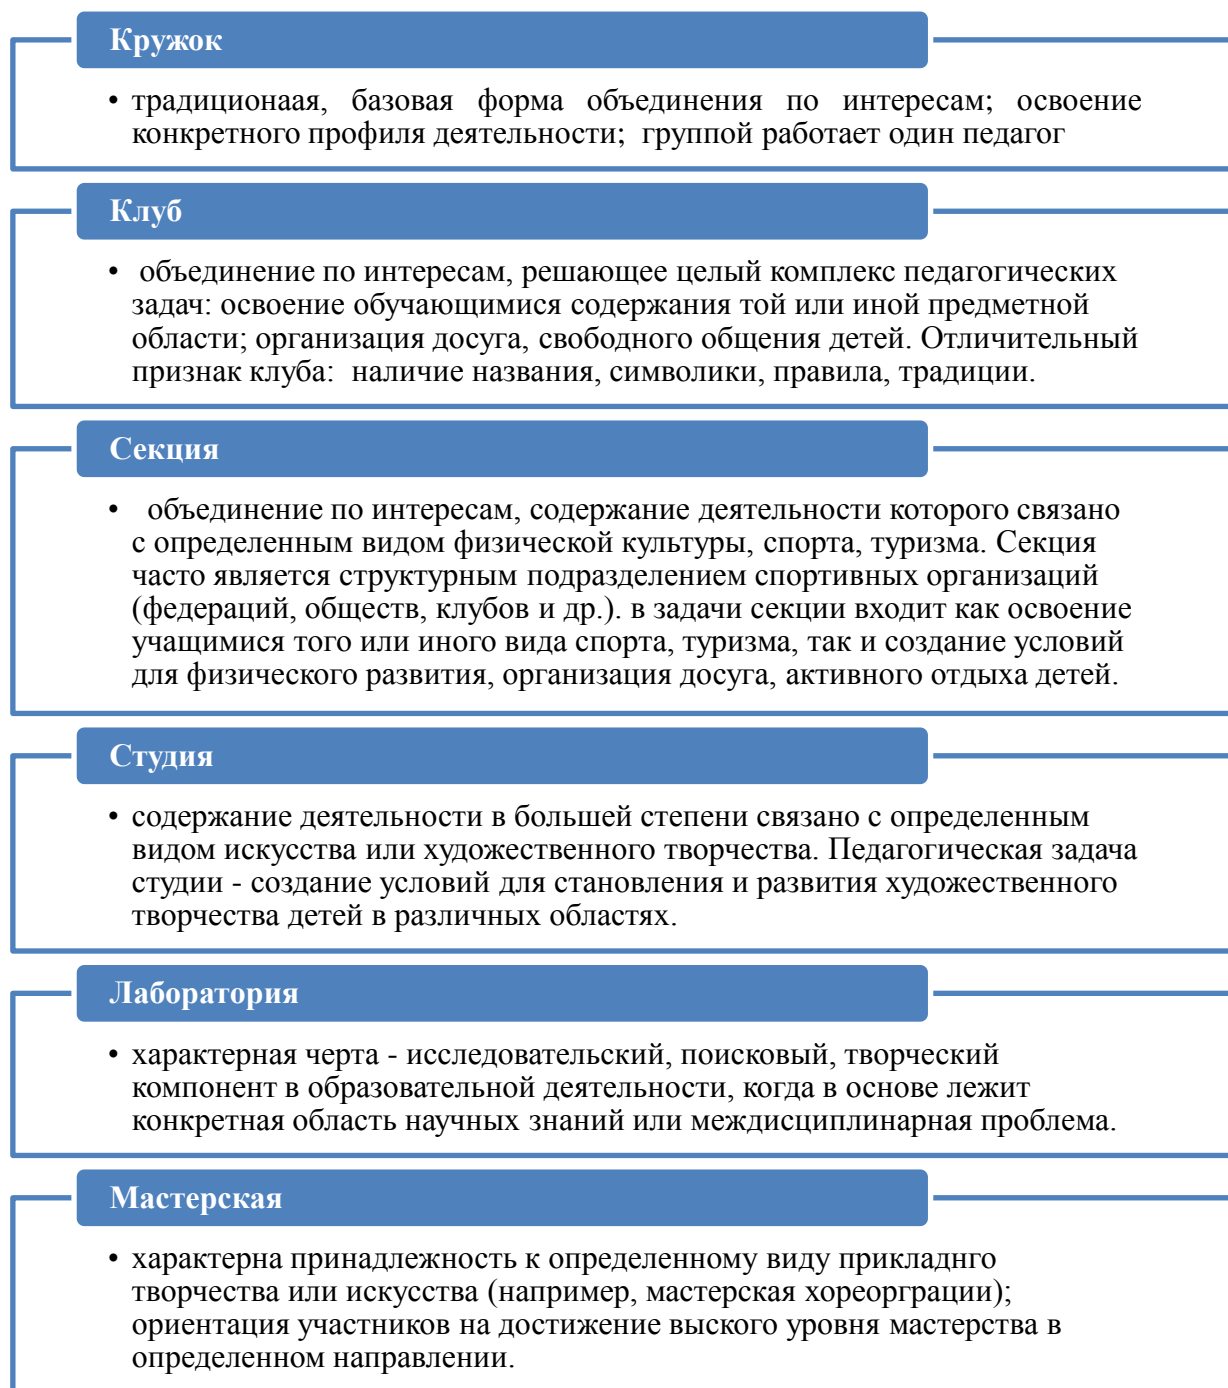 Кружок
• традиционаая, базовая форма объединения по интересам; освоение
конкретного профиля деятельности; группой работает один педагог
Клуб
• объединение по интересам, решающее целый комплекс педагогических
задач: освоение обучающимися содержания той или иной предметной
области; организация досуга, свободного общения детей. Отличительный
признак клуба: наличие названия, символики, правила, традиции.
Секция
• объединение по интересам, содержание деятельности которого связано
с определенным видом физической культуры, спорта, туризма. Секция
часто является структурным подразделением спортивных организаций
(федераций, обществ, клубов и др.). в задачи секции входит как освоение
учащимися того или иного вида спорта, туризма, так и создание условий
для физического развития, организация досуга, активного отдыха детей.
Студия
• содержание деятельности в большей степени связано с определенным
видом искусства или художественного творчества. Педагогическая задача
студии - создание условий для становления и развития художественного
творчества детей в различных областях.
Лаборатория
• характерная черта - исследовательский, поисковый, творческий
компонент в образовательной деятельности, когда в основе лежит
конкретная область научных знаний или междисциплинарная проблема.
Мастерская
• характерна принадлежность к определенному виду прикладнго
творчества или искусства (например, мастерская хореорграции);
ориентация участников на достижение выского уровня мастерства в
определенном направлении.